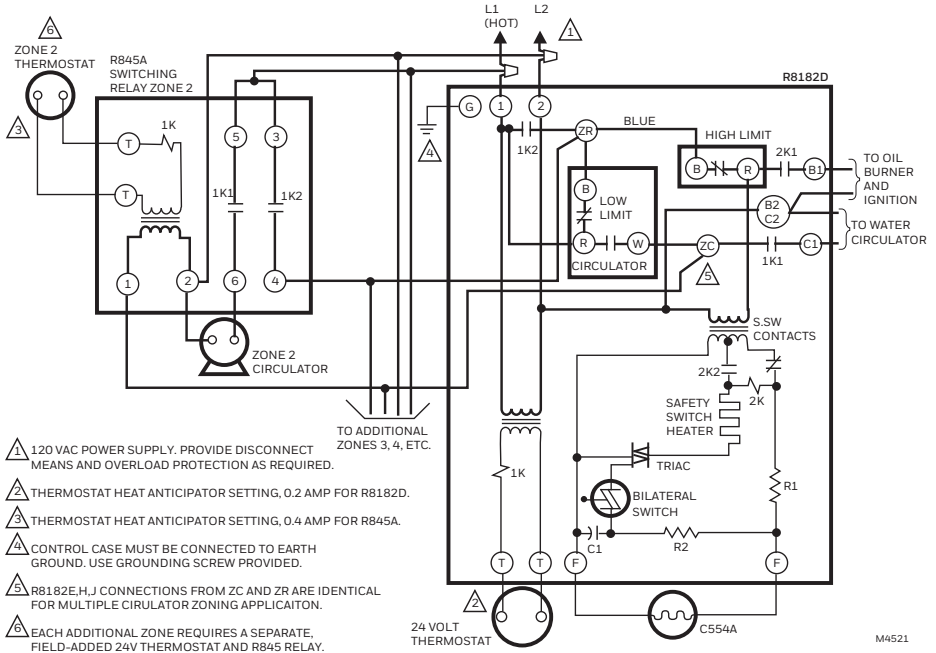 6
ZONE 2
THERMOSTAT
3
R845A
SWITCHING
RELAY ZONE 2
T
1K
T
5
3
1K1
1K2
1
2
6
4
ZONE 2
CIRCULATOR
L1
(HOT)
L2
1
R8182D
G
1
2
4
1K2
ZR
BLUE
HIGH LIMIT
B
R
2K1
B1
TO OIL
BURNER
AND
IGNITION
B
LOW
LIMIT
R
W
CIRCULATOR
B2
C2
ZC
5
1K1
C1
TO WATER
CIRCULATOR
S.SW
CONTACTS
2K2
2K
SAFETY
SWITCH
HEATER
TRIAC
BILATERAL
SWITCH
1K
R1
C1
R2
T
T
F
F
2
24 VOLT
THERMOSTAT
C554A
TO ADDITIONAL
ZONES 3, 4, ETC.
1 120 VAC POWER SUPPLY. PROVIDE DISCONNECT
MEANS AND OVERLOAD PROTECTION AS REQUIRED.
2 THERMOSTAT HEAT ANTICIPATOR SETTING, 0.2 AMP FOR R8182D.
3 THERMOSTAT HEAT ANTICIPATOR SETTING, 0.4 AMP FOR R845A.
4 CONTROL CASE MUST BE CONNECTED TO EARTH
GROUND. USE GROUNDING SCREW PROVIDED.
5 R8182E,H,J CONNECTIONS FROM ZC AND ZR ARE IDENTICAL
FOR MULTIPLE CIRULATOR ZONING APPLICAITON.
6 EACH ADDITIONAL ZONE REQUIRES A SEPARATE,
FIELD-ADDED 24V THERMOSTAT AND R845 RELAY.
M4521